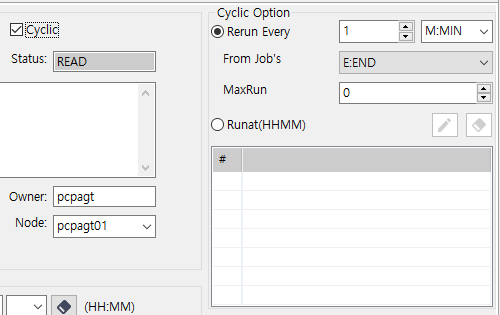 Cyclic
Status: READ
Owner: pcpagt
Node: pcpagt01
(HH:MM)
Cyclic Option
Rerun Every 1 M:MIN
From Job's E:END
MaxRun 0
Runat(HHMM)
#